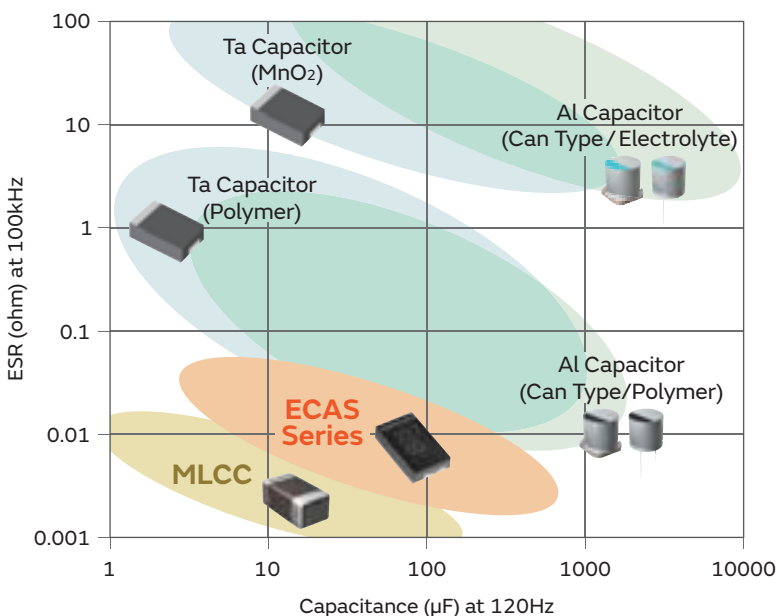 100
10
1
0.1
0.01
0.001
ESR (ohm) at 100kHz
Ta Capacitor
(MnO₂)
Al Capacitor
(Can Type/Electrolyte)
Ta Capacitor
(Polymer)
Al Capacitor
(Can Type/Polymer)
ECAS
Series
MLCC
1
10
100
1000
10000
Capacitance (μF) at 120Hz